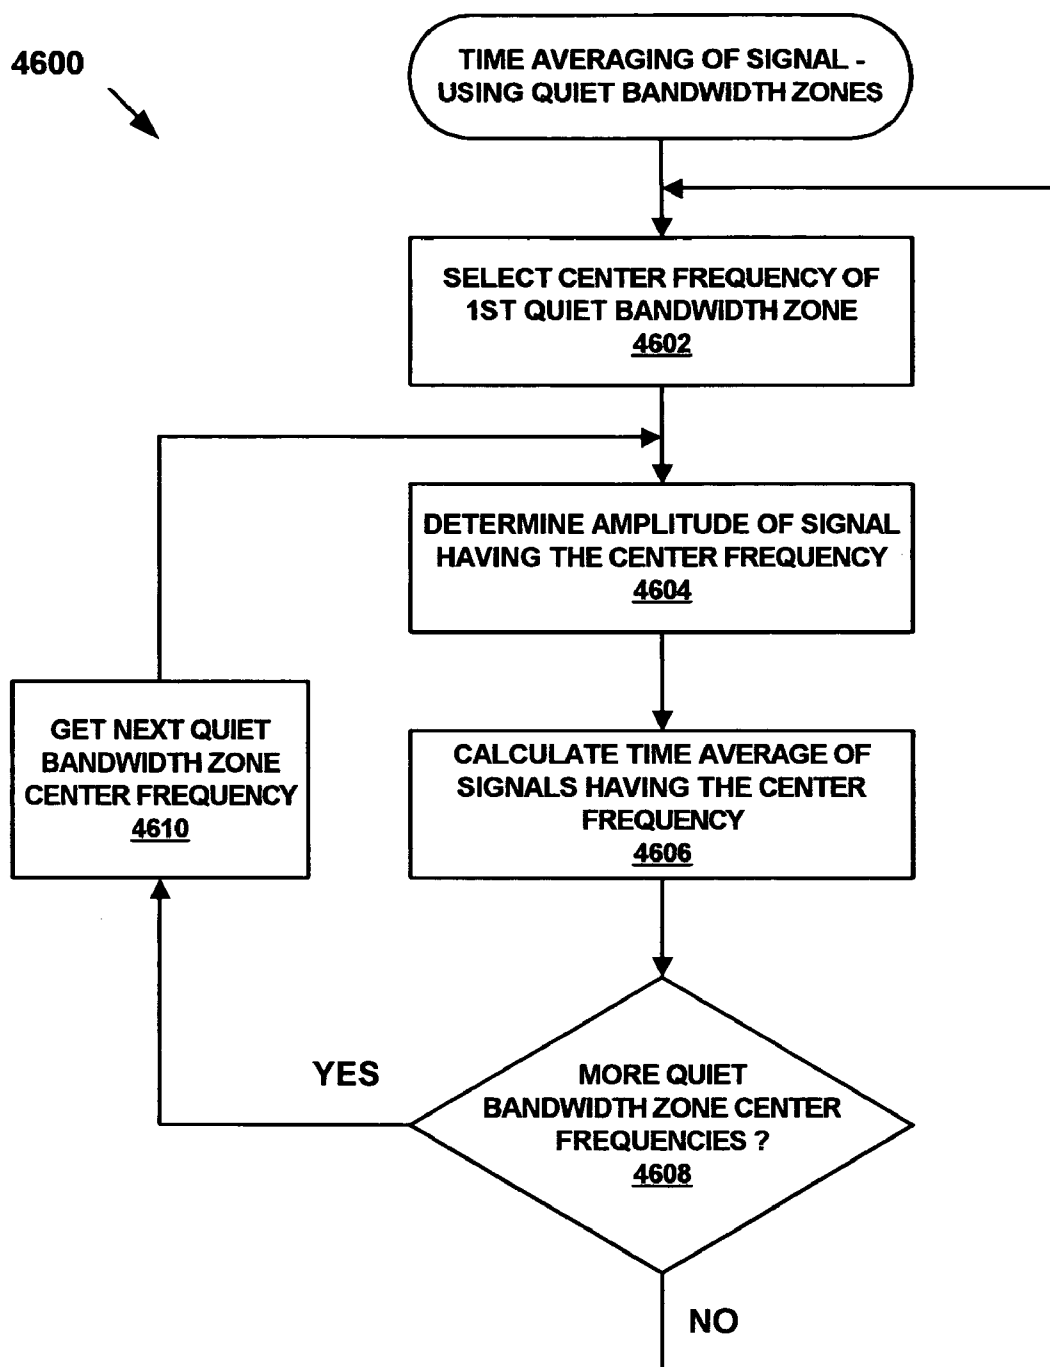 4600
TIME AVERAGING OF SIGNAL -
USING QUIET BANDWIDTH ZONES
SELECT CENTER FREQUENCY OF
1ST QUIET BANDWIDTH ZONE
4602
DETERMINE AMPLITUDE OF SIGNAL
HAVING THE CENTER FREQUENCY
4604
GET NEXT QUIET
BANDWIDTH ZONE
CENTER FREQUENCY
4610
CALCULATE TIME AVERAGE OF
SIGNALS HAVING THE CENTER
FREQUENCY
4606
YES
MORE QUIET
BANDWIDTH ZONE CENTER
FREQUENCIES ?
4608
NO